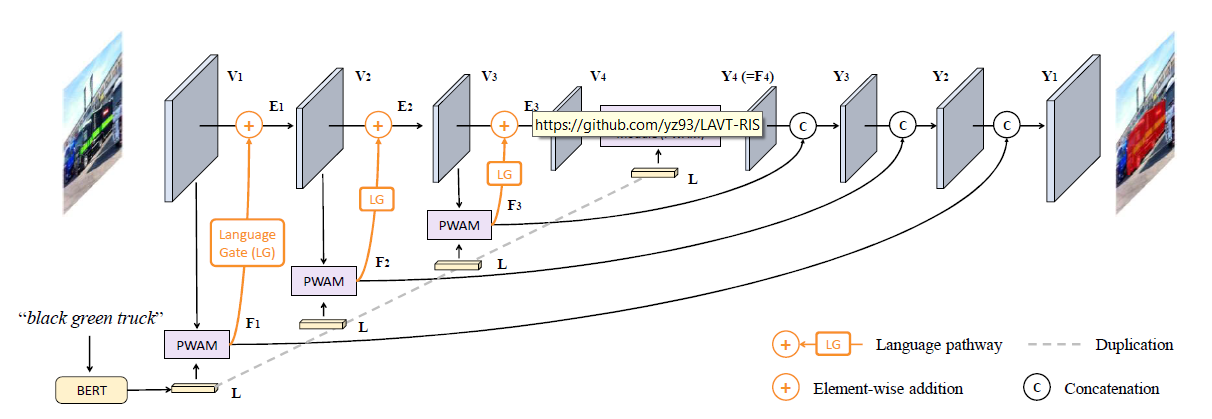 V1
V2
V3
V4
Y4 (=F4)
Y3
Y2
Y1
E1
E2
E3
https://github.com/yz93/LAVT-RIS
C
C
C
LG
LG
L
F3
PWAM
Language
Gate (LG)
L
F2
PWAM
L
"black green truck"
F1
PWAM
BERT
L
LG
Language pathway
Duplication
Element-wise addition
C
Concatenation